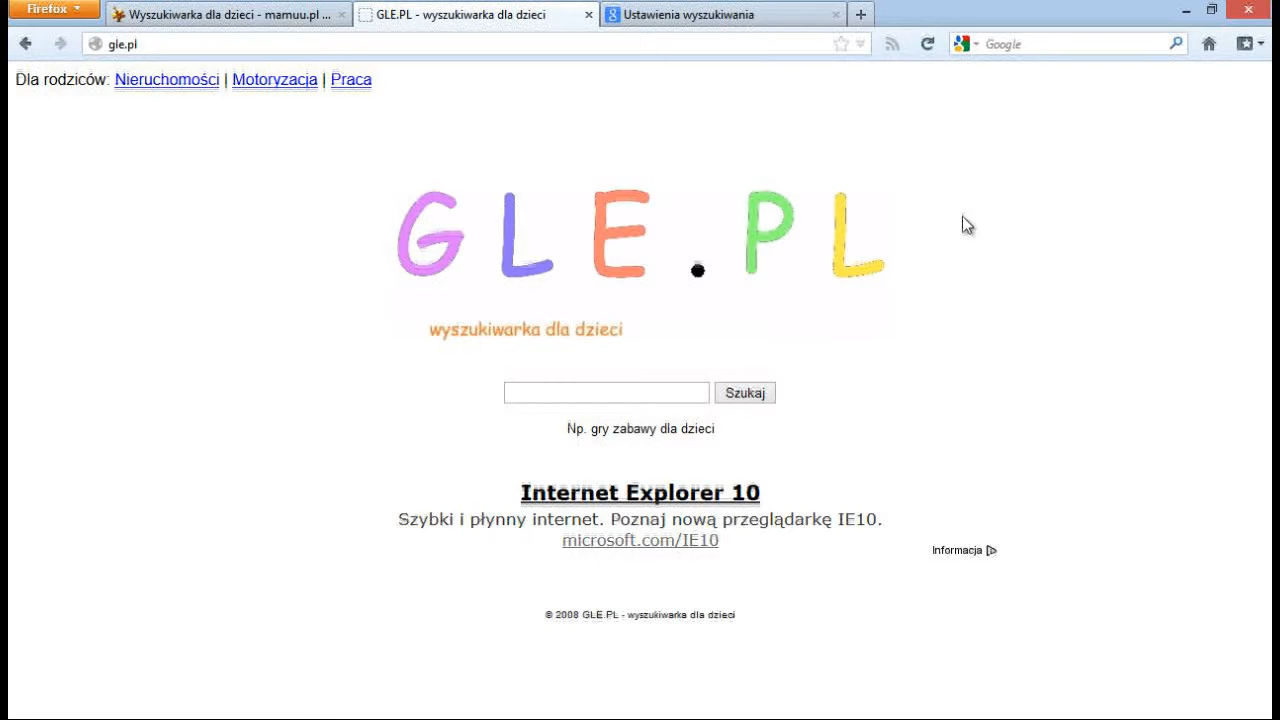 Firefox
Wyszukiwarka dla dzieci - mamuu.pl ...
GLE.PL - wyszukiwarka dla dzieci
Ustawienia wyszukiwania
gle.pl
Google
Dla rodziców: Nieruchomości | Motoryzacja | Praca
GLE.PL
wyszukiwarka dla dzieci
Szukaj
Np. gry zabawy dla dzieci
Internet Explorer 10
Szybki i płynny internet. Poznaj nową przeglądarkę IE10.
microsoft.com/IE10
Informacja
© 2008 GLE.PL - wyszukiwarka dla dzieci